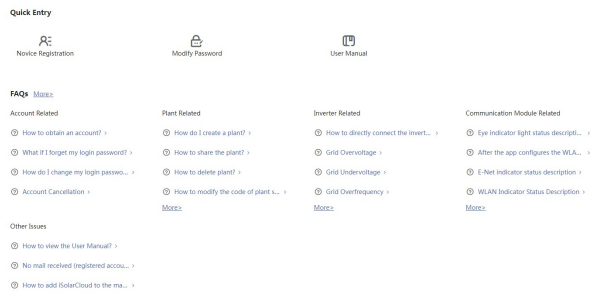 Quick Entry
Novice Registration
Modify Password
User Manual
FAQs More>
Account Related
How to obtain an account? >
What if I forget my login password? >
How do I change my login passwo... >
Account Cancellation >
Plant Related
How do I create a plant? >
How to share the plant? >
How to delete plant? >
How to modify the code of plant s... >
More>
Inverter Related
How to directly connect the invert... >
Grid Overvoltage >
Grid Undervoltage >
Grid Overfrequency >
More>
Communication Module Related
Eye indicator light status descripti... >
After the app configures the WLA... >
E-Net indicator status description >
WLAN Indicator Status Description >
More>
Other Issues
How to view the User Manual? >
No mail received (registered accou... >
How to add iSolarCloud to the ma... >